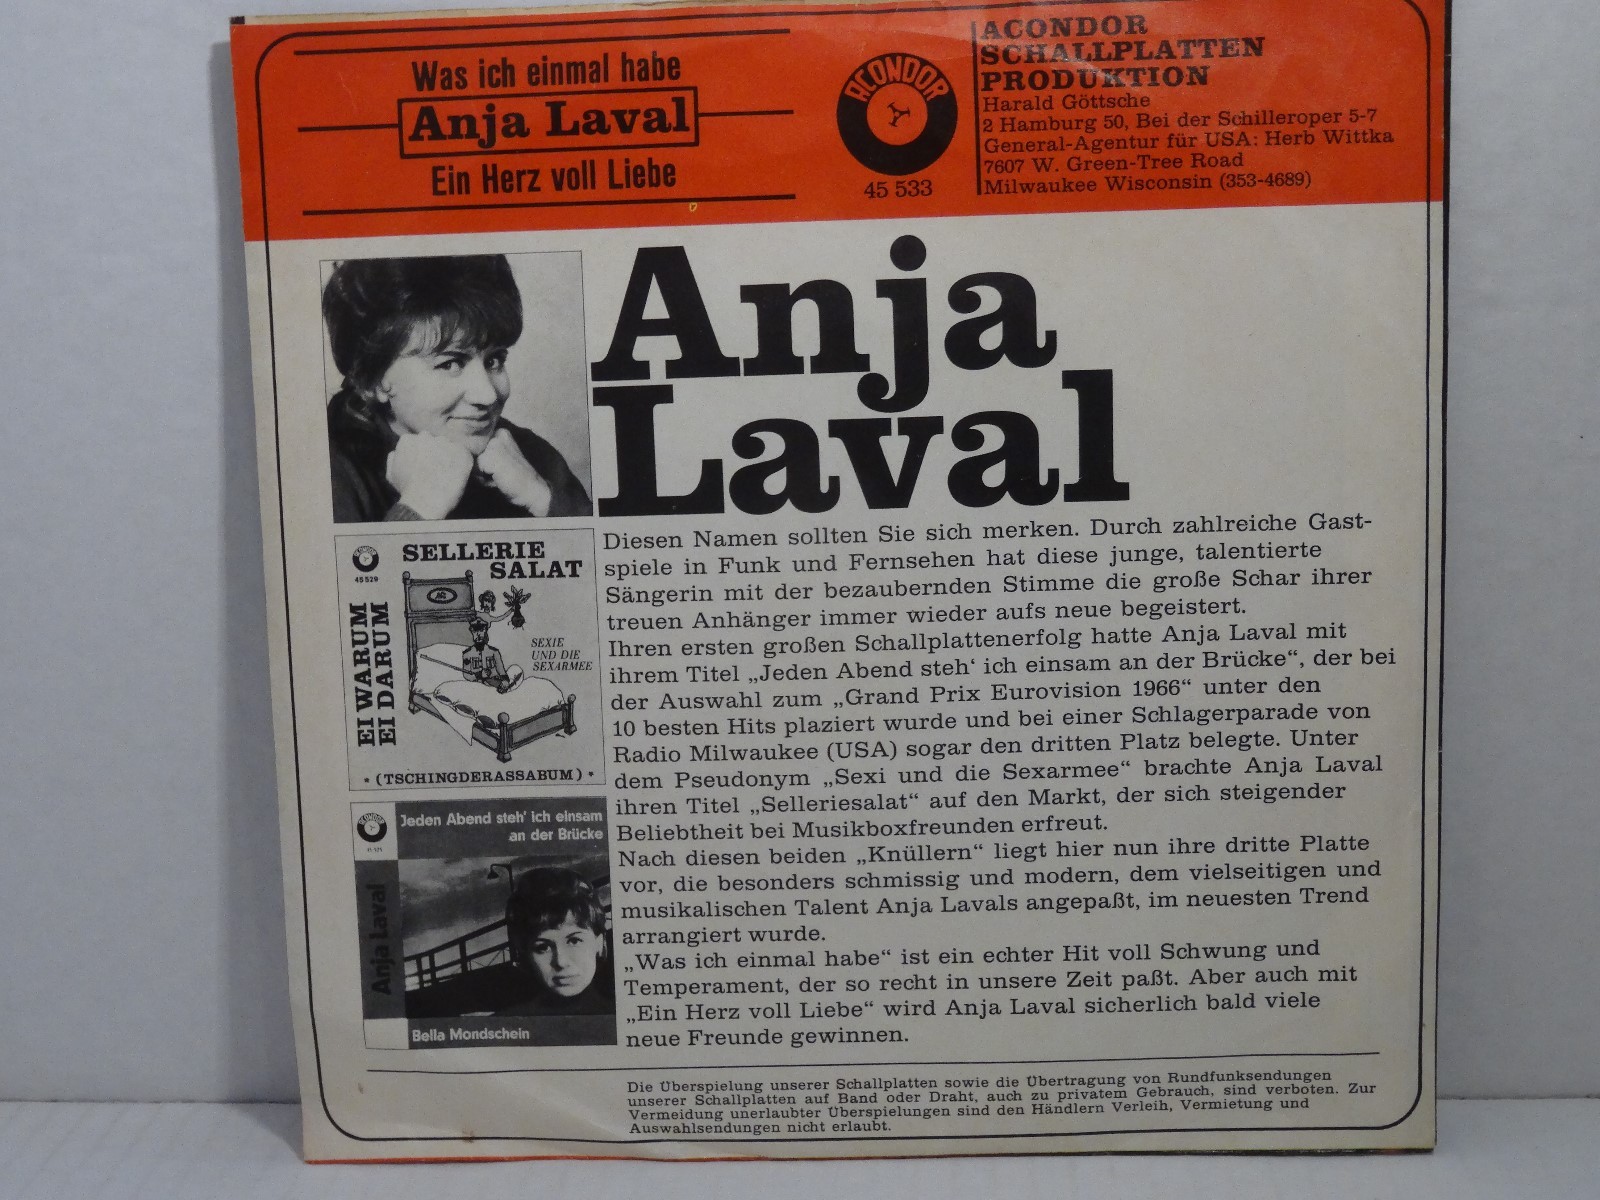 Was ich einmal habe
Anja Laval
Ein Herz voll Liebe
ACONDOR
45 533
ACONDOR
SCHALLPLATTEN
PRODUKTION
Harald Göttsche
2 Hamburg 50, Bei der Schilleroper 5-7
General-Agentur für USA: Herb Wittka
7607 W. Green-Tree Road
Milwaukee Wisconsin (353-4689)
Anja
Laval
ACONDOR
45 529
SELLERIE
SALAT
EI WARUM
EI DARUM
SEXIE
UND DIE
SEXARMEE
• (TSCHINGDERASSABUM) •
ACONDOR
Jeden Abend steh' ich einsam
an der Brücke
Anja Laval
Bella Mondschein
Diesen Namen sollten Sie sich merken. Durch zahlreiche Gast-
spiele in Funk und Fernsehen hat diese junge, talentierte
Sängerin mit der bezaubernden Stimme die große Schar ihrer
treuen Anhänger immer wieder aufs neue begeistert.
Ihren ersten großen Schallplattenerfolg hatte Anja Laval mit
ihrem Titel „Jeden Abend steh‘ ich einsam an der Brücke“, der bei
der Auswahl zum „Grand Prix Eurovision 1966“ unter den
10 besten Hits plaziert wurde und bei einer Schlagerparade von
Radio Milwaukee (USA) sogar den dritten Platz belegte. Unter
dem Pseudonym „Sexi und die Sexarmee“ brachte Anja Laval
ihren Titel „Selleriesalat“ auf den Markt, der sich steigender
Beliebtheit bei Musikboxfreunden erfreut.
Nach diesen beiden „Knüllern“ liegt hier nun ihre dritte Platte
vor, die besonders schmissig und modern, dem vielseitigen und
musikalischen Talent Anja Lavals angepaßt, im neuesten Trend
arrangiert wurde.
„Was ich einmal habe“ ist ein echter Hit voll Schwung und
Temperament, der so recht in unsere Zeit paßt. Aber auch mit
„Ein Herz voll Liebe“ wird Anja Laval sicherlich bald viele
neue Freunde gewinnen.
Die Überspielung unserer Schallplatten sowie die Übertragung von Rundfunksendungen
unserer Schallplatten auf Band oder Draht, auch zu privatem Gebrauch, sind verboten. Zur
Vermeidung unerlaubter Überspielungen sind den Händlern Verleih, Vermietung und
Auswahlsendungen nicht erlaubt.